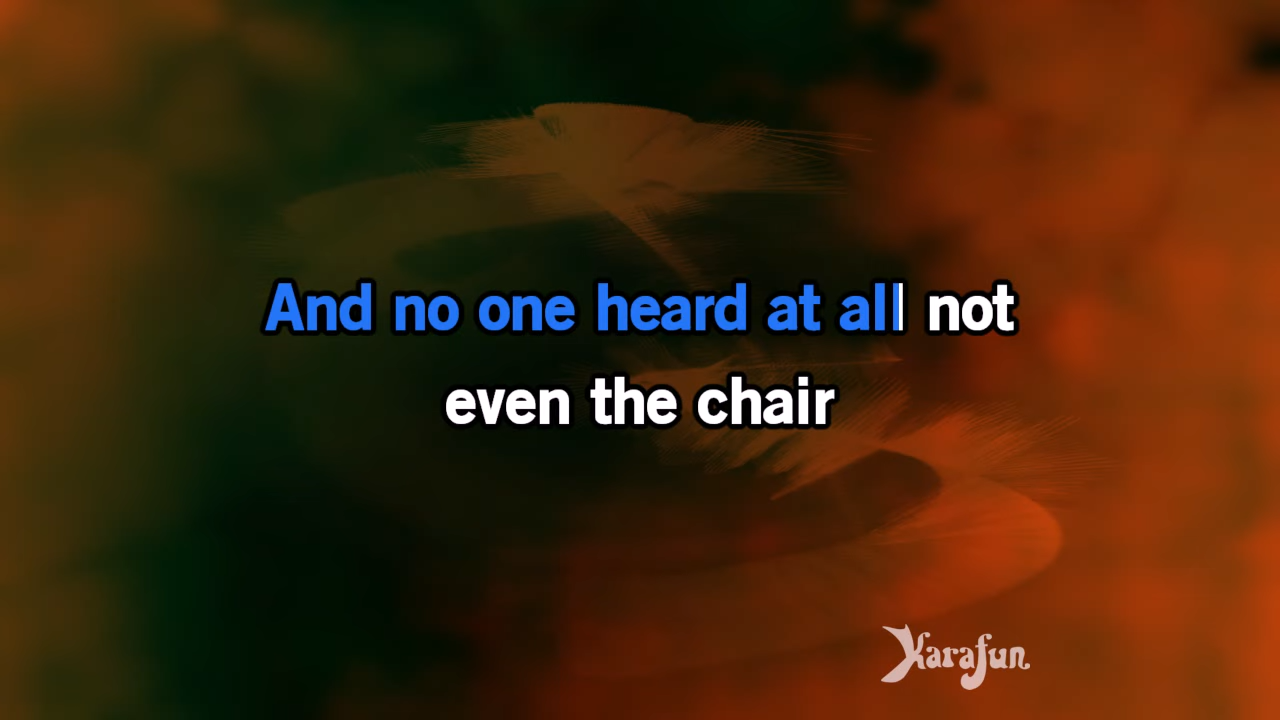 And no one heard at all not
even the chair
Karafun